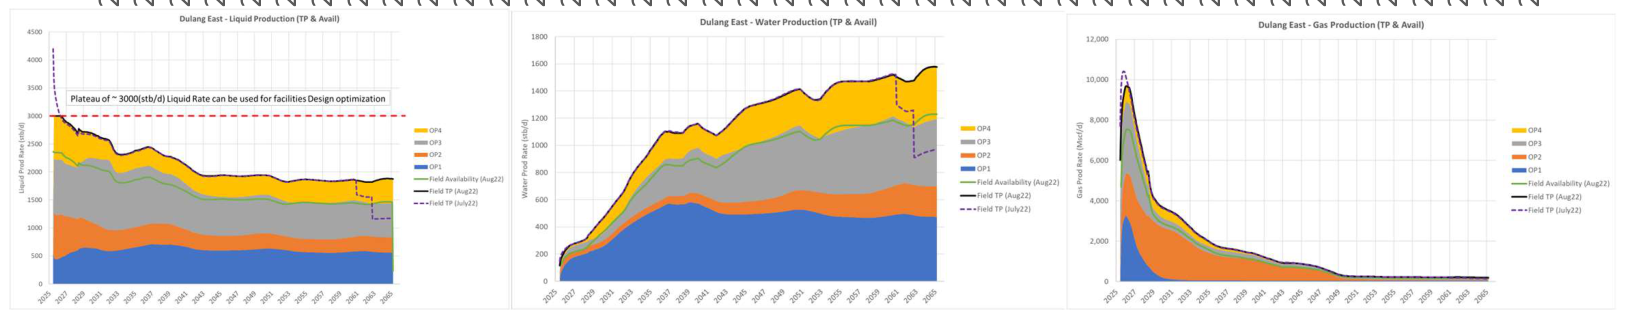 Dulang East - Liquid Production (TP & Avail)
4500
4000
3500
3000
2500
2000
1500
1000
500
0
Liquid Prod Rate (stb/d)
Plateau of ~ 3000(stb/d) Liquid Rate can be used for facilities Design optimization
2025 2027 2029 2031 2033 2035 2037 2039 2041 2043 2045 2047 2049 2051 2053 2055 2057 2059 2061 2063 2065
OP4
OP3
OP2
OP1
Field Availability (Aug22)
Field TP (Aug22)
Field TP (July22)
Dulang East - Water Production (TP & Avail)
1800
1600
1400
1200
1000
800
600
400
200
0
Water Prod Rate (stb/d)
2025 2027 2029 2031 2033 2035 2037 2039 2041 2043 2045 2047 2049 2051 2053 2055 2057 2059 2061 2063 2065
OP4
OP3
OP2
OP1
Field Availability (Aug22)
Field TP (Aug22)
Field TP (July22)
Dulang East - Gas Production (TP & Avail)
12,000
10,000
8,000
6,000
4,000
2,000
0
Gas Prod Rate (Mscf/d)
2025 2027 2029 2031 2033 2035 2037 2039 2041 2043 2045 2047 2049 2051 2053 2055 2057 2059 2061 2063 2065
OP4
OP3
OP2
OP1
Field Availability (Aug22)
Field TP (Aug22)
Field TP (July22)